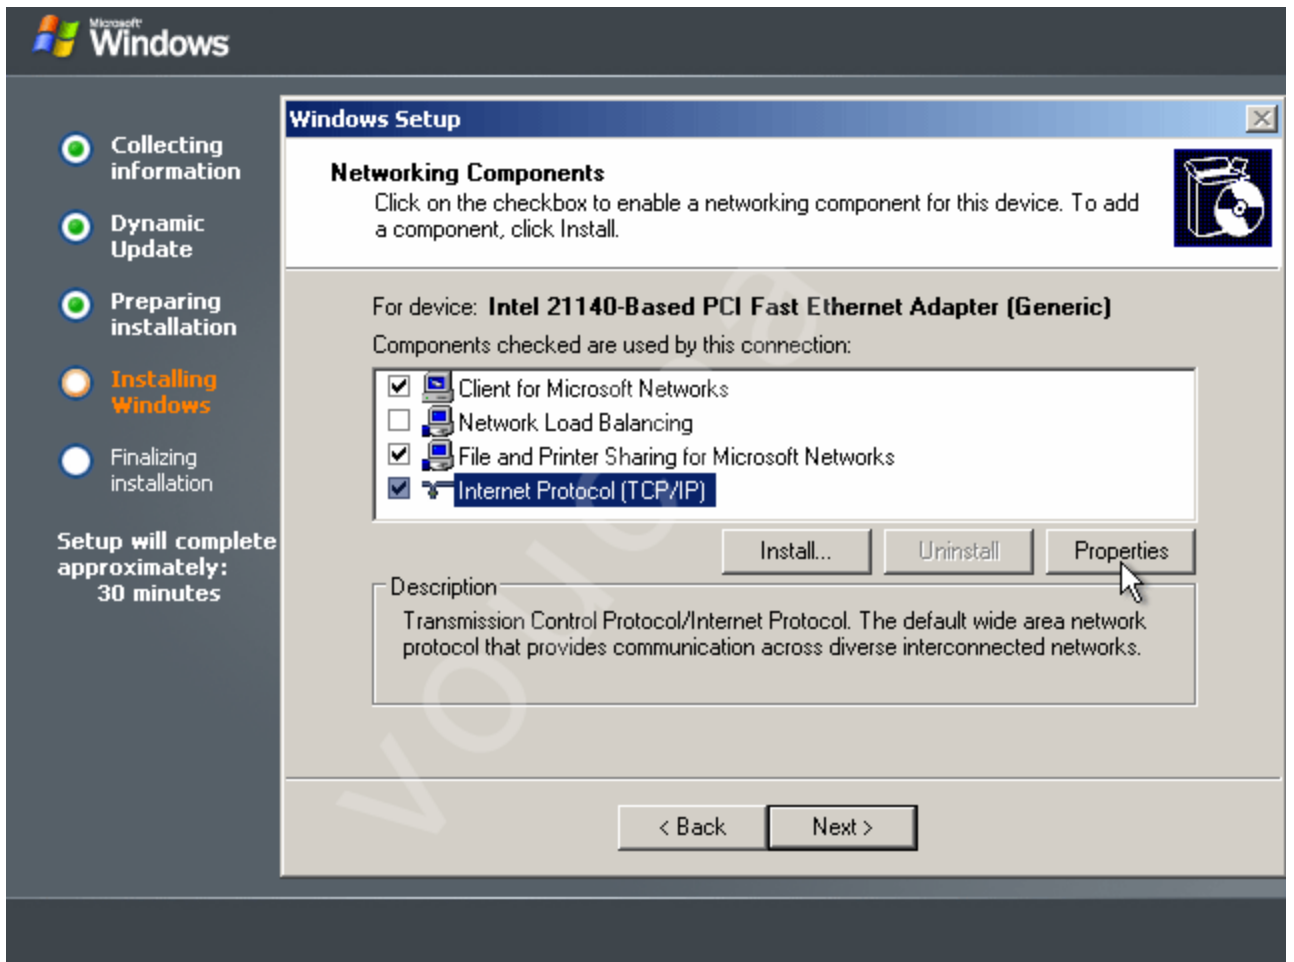 Microsoft
Windows
Collecting
information
Dynamic
Update
Preparing
installation
Installing
Windows
Finalizing
installation
Setup will complete
approximately:
30 minutes
Windows Setup
Networking Components
Click on the checkbox to enable a networking component for this device. To add
a component, click Install.
For device: Intel 21140-Based PCI Fast Ethernet Adapter (Generic)
Components checked are used by this connection:
Client for Microsoft Networks
Network Load Balancing
File and Printer Sharing for Microsoft Networks
Internet Protocol (TCP/IP)
Install... Uninstall Properties
Description
Transmission Control Protocol/Internet Protocol. The default wide area network
protocol that provides communication across diverse interconnected networks.
< Back Next >